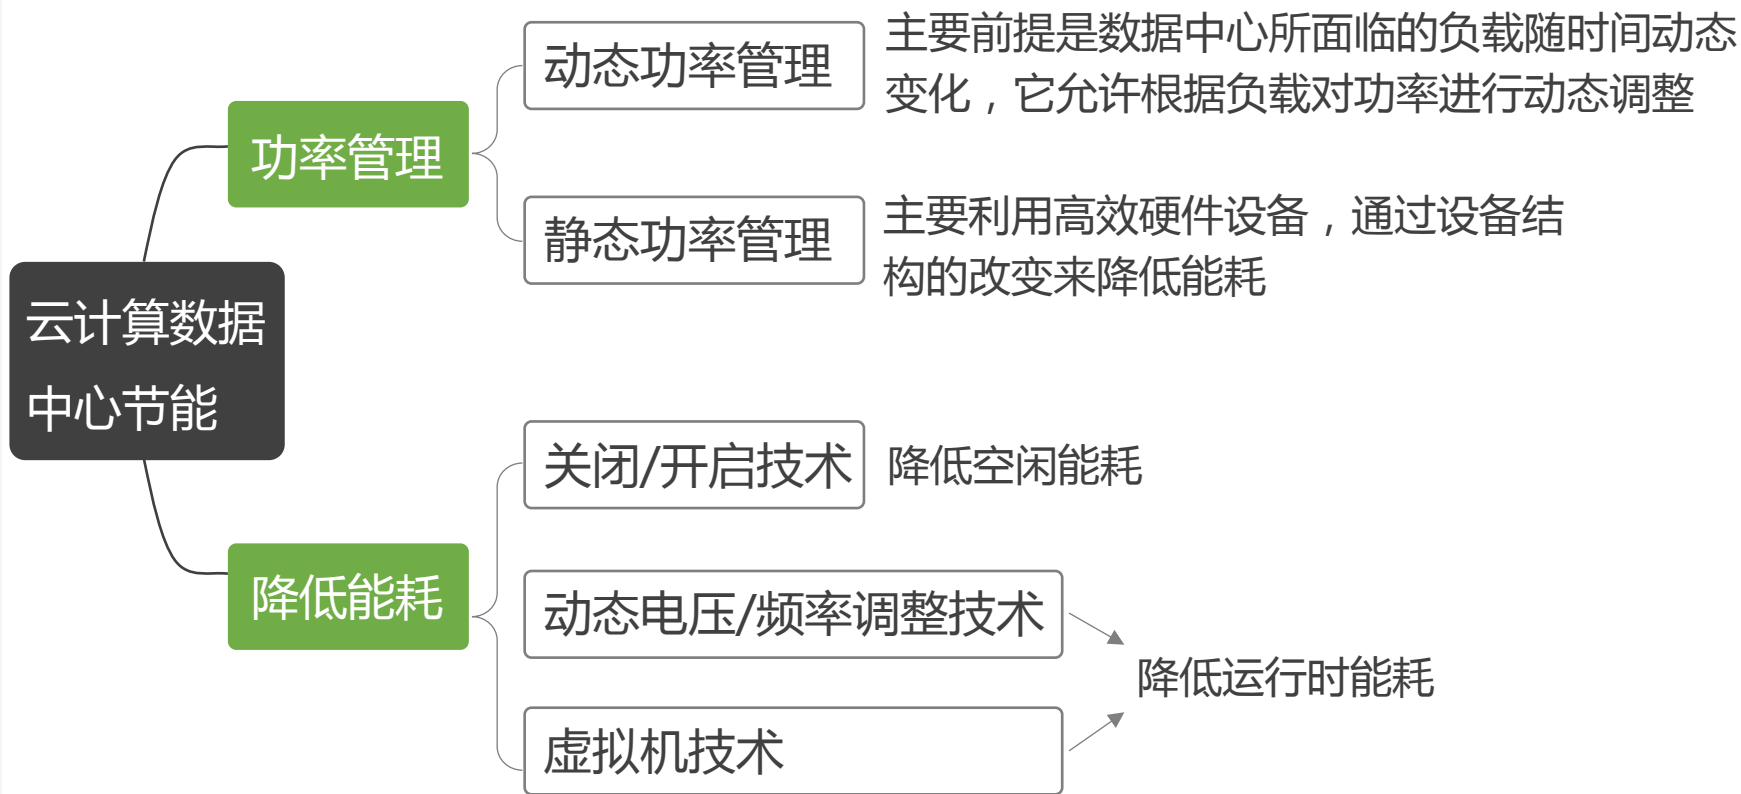 动态功率管理
主要前提是数据中心所面临的负载随时间动态
变化，它允许根据负载对功率进行动态调整
功率管理
静态功率管理
主要利用高效硬件设备，通过设备结
构的改变来降低能耗
云计算数据
中心节能
关闭/开启技术
降低空闲能耗
降低能耗
动态电压/频率调整技术
降低运行时能耗
虚拟机技术